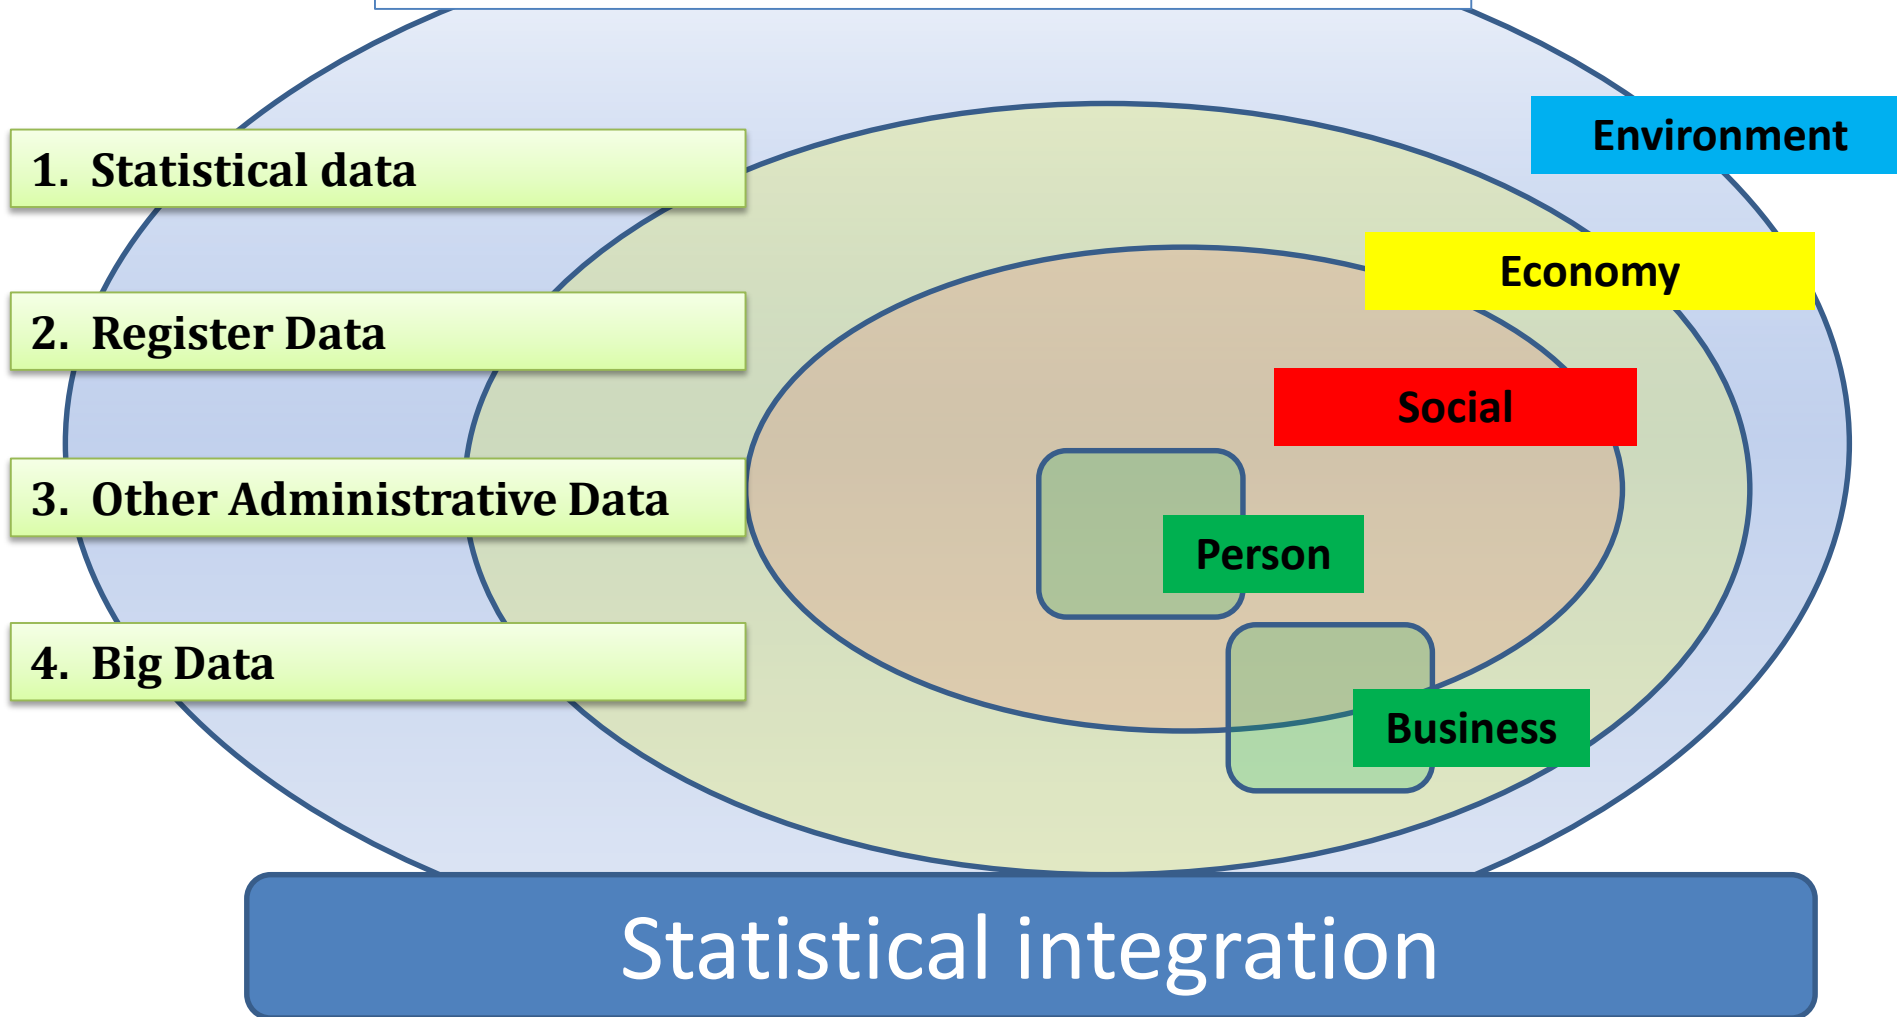 Environment
1. Statistical data
Economy
2. Register Data
Social
3. Other Administrative Data
Person
4. Big Data
Business
Statistical integration